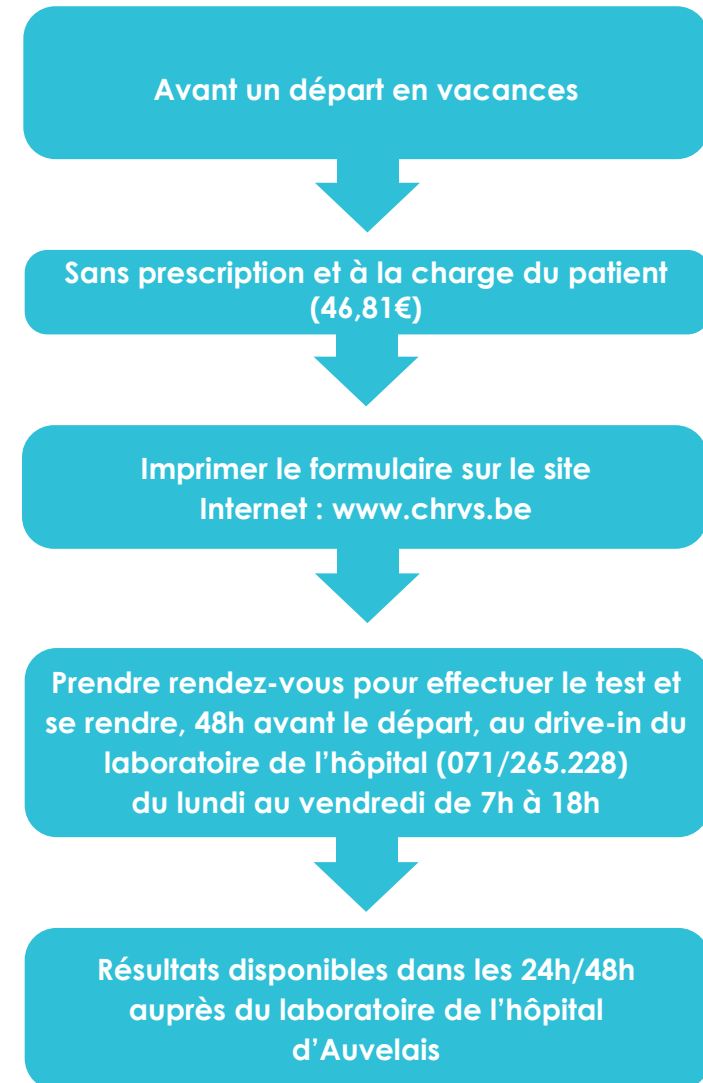 Avant un départ en vacances
Sans prescription et à la charge du patient
(46,81€)
Imprimer le formulaire sur le site
Internet : www.chrvs.be
Prendre rendez-vous pour effectuer le test et
se rendre, 48h avant le départ, au drive-in du
laboratoire de l’hôpital (071/265.228)
du lundi au vendredi de 7h à 18h
Résultats disponibles dans les 24h/48h
auprès du laboratoire de l’hôpital
d’Auvelais